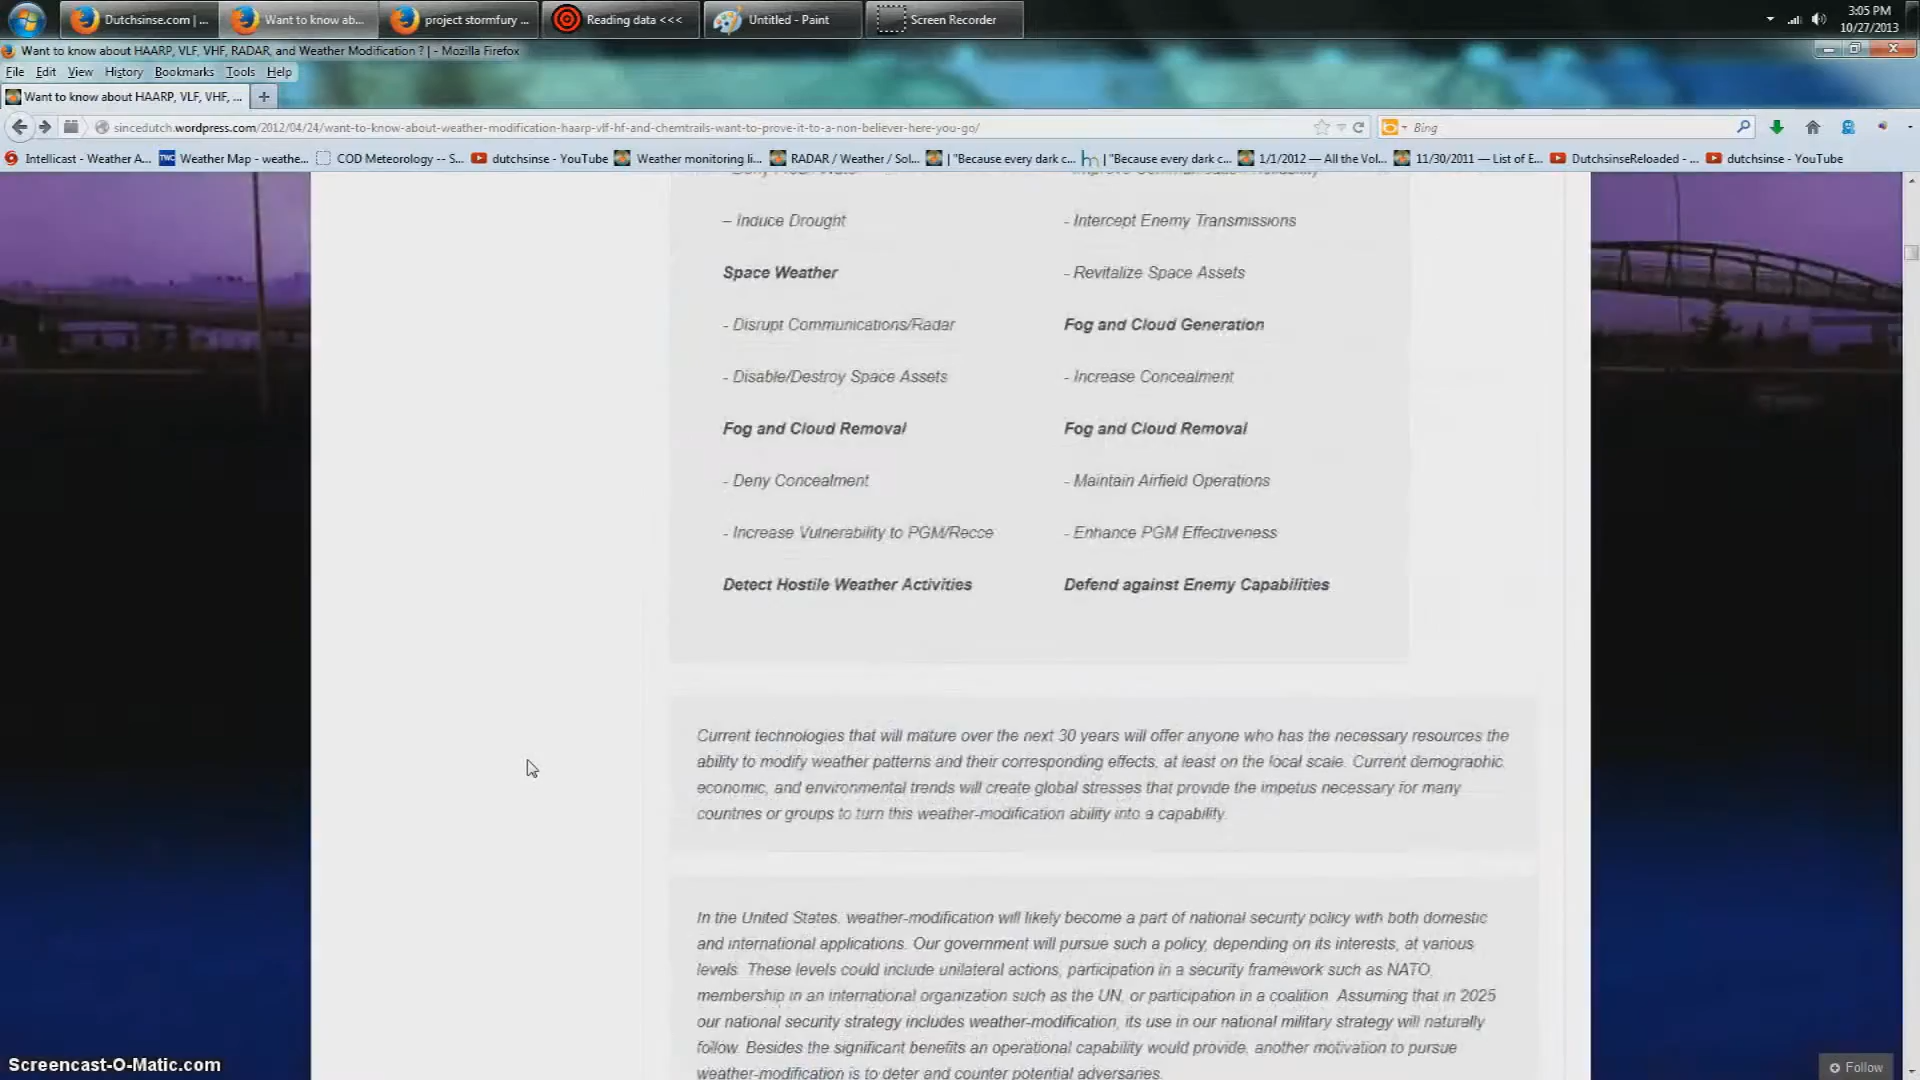 Dutchsinse.com | ...
Want to know ab...
project stormfury ...
Reading data <<<
Untitled - Paint
Screen Recorder
3:05 PM
10/27/2013
Want to know about HAARP, VLF, VHF, RADAR, and Weather Modification ? | - Mozilla Firefox
File Edit View History Bookmarks Tools Help
Want to know about HAARP, VLF, VHF, ...
sincedutch.wordpress.com/2012/04/24/want-to-know-about-weather-modification-haarp-vlf-hf-and-chemtrails-want-to-prove-it-to-a-non-believer-here-you-go/
Bing
Intellicast - Weather A...
TWC Weather Map - weathe...
COD Meteorology -- S...
dutchsinse - YouTube
Weather monitoring li...
RADAR / Weather / Sol...
| "Because every dark c...
| "Because every dark c...
1/1/2012 — All the Vol...
11/30/2011 — List of E...
DutchsinseReloaded - ...
dutchsinse - YouTube
– Induce Drought
- Intercept Enemy Transmissions
Space Weather
- Revitalize Space Assets
- Disrupt Communications/Radar
Fog and Cloud Generation
- Disable/Destroy Space Assets
- Increase Concealment
Fog and Cloud Removal
Fog and Cloud Removal
- Deny Concealment
- Maintain Airfield Operations
- Increase Vulnerability to PGM/Recce
- Enhance PGM Effectiveness
Detect Hostile Weather Activities
Defend against Enemy Capabilities
Current technologies that will mature over the next 30 years will offer anyone who has the necessary resources the
ability to modify weather patterns and their corresponding effects, at least on the local scale. Current demographic,
economic, and environmental trends will create global stresses that provide the impetus necessary for many
countries or groups to turn this weather-modification ability into a capability.
In the United States, weather-modification will likely become a part of national security policy with both domestic
and international applications. Our government will pursue such a policy, depending on its interests, at various
levels. These levels could include unilateral actions, participation in a security framework such as NATO,
membership in an international organization such as the UN, or participation in a coalition. Assuming that in 2025
our national security strategy includes weather-modification, its use in our national military strategy will naturally
follow. Besides the significant benefits an operational capability would provide, another motivation to pursue
weather-modification is to deter and counter potential adversaries.
Screencast-O-Matic.com
Follow